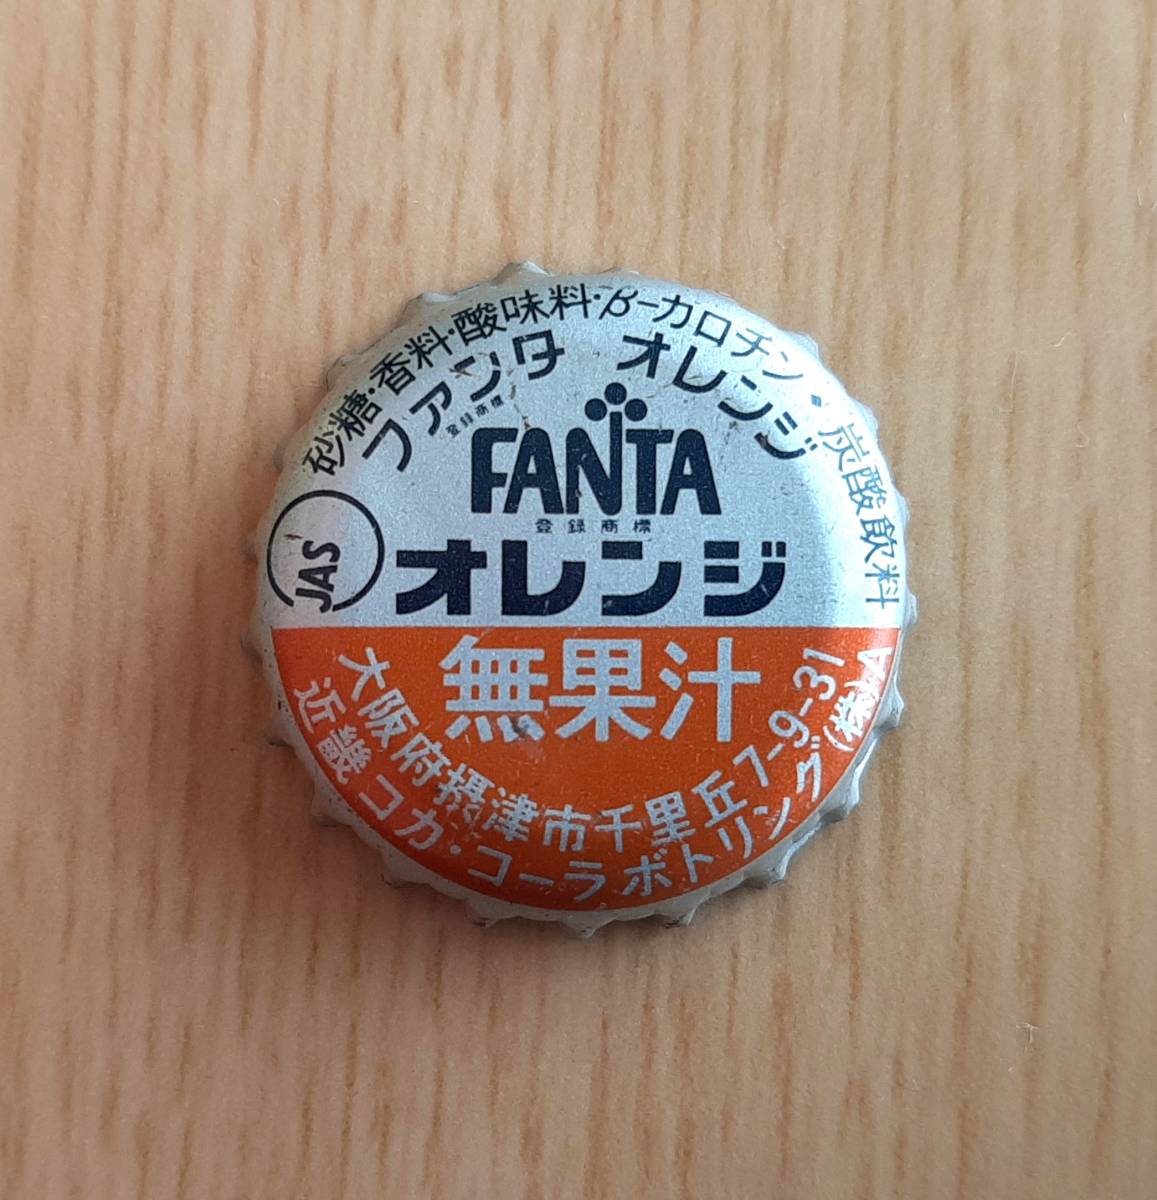 砂糖・香料・酸味料・β-カロチン・炭酸飲料
ファンタ オレンジ
登録商標
FANTA
登録商標
オレンジ
JAS
無果汁
大阪府摂津市千里丘7-9-31
近畿コカ・コーラボトリング(株)A